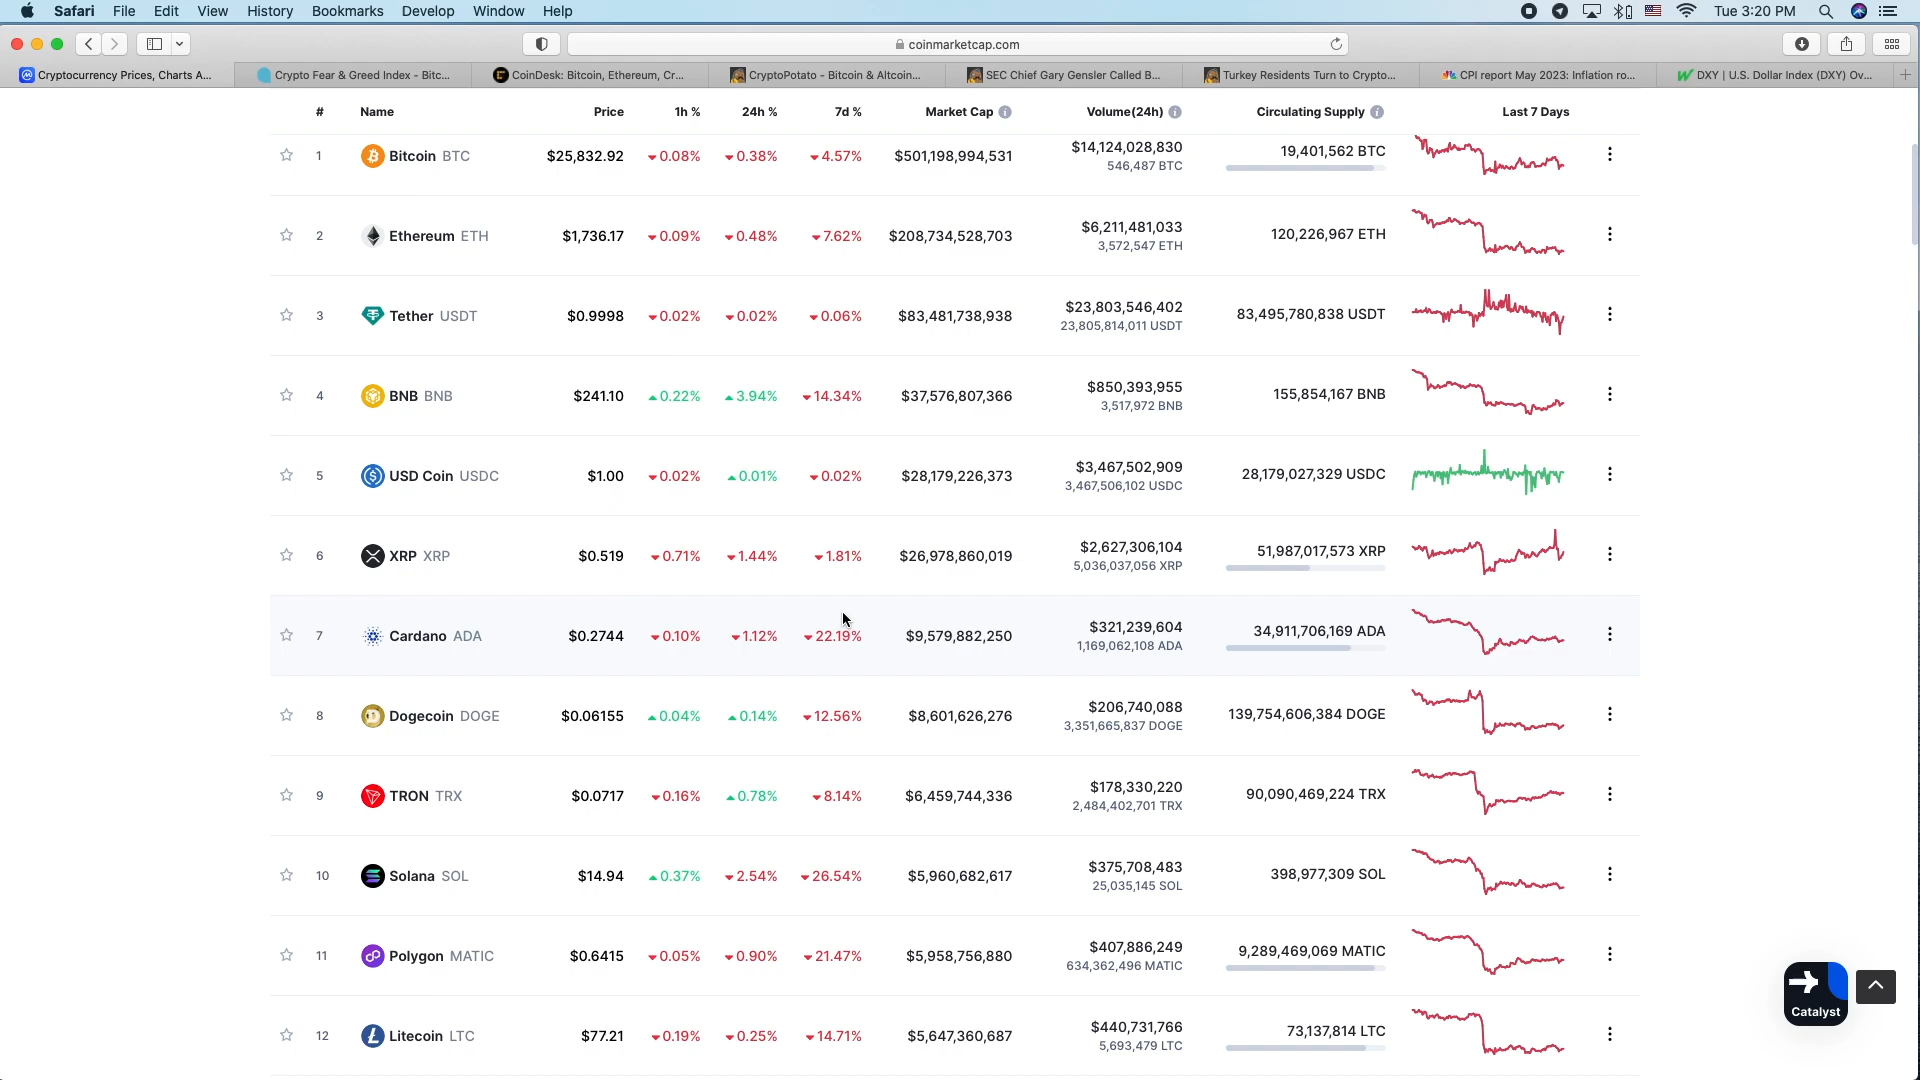 Safari File Edit View History Bookmarks Develop Window Help Tue 3:20 PM
coinmarketcap.com
Cryptocurrency Prices, Charts A... Crypto Fear & Greed Index - Bitc... CoinDesk: Bitcoin, Ethereum, Cr... CryptoPotato - Bitcoin & Altcoin... SEC Chief Gary Gensler Called B... Turkey Residents Turn to Crypto... CPI report May 2023: Inflation ro... DXY | U.S. Dollar Index (DXY) Ov...
# Name Price 1h % 24h % 7d % Market Cap Volume(24h) Circulating Supply Last 7 Days
1 Bitcoin BTC $25,832.92 0.08% 0.38% 4.57% $501,198,994,531 $14,124,028,830 19,401,562 BTC
546,487 BTC
2 Ethereum ETH $1,736.17 0.09% 0.48% 7.62% $208,734,528,703 $6,211,481,033 120,226,967 ETH
3,572,547 ETH
3 Tether USDT $0.9998 0.02% 0.02% 0.06% $83,481,738,938 $23,803,546,402 83,495,780,838 USDT
23,805,814,011 USDT
4 BNB BNB $241.10 0.22% 3.94% 14.34% $37,576,807,366 $850,393,955 155,854,167 BNB
3,517,972 BNB
5 USD Coin USDC $1.00 0.02% 0.01% 0.02% $28,179,226,373 $3,467,502,909 28,179,027,329 USDC
3,467,506,102 USDC
6 XRP XRP $0.519 0.71% 1.44% 1.81% $26,978,860,019 $2,627,306,104 51,987,017,573 XRP
5,036,037,056 XRP
7 Cardano ADA $0.2744 0.10% 1.12% 22.19% $9,579,882,250 $321,239,604 34,911,706,169 ADA
1,169,062,108 ADA
8 Dogecoin DOGE $0.06155 0.04% 0.14% 12.56% $8,601,626,276 $206,740,088 139,754,606,384 DOGE
3,351,665,837 DOGE
9 TRON TRX $0.0717 0.16% 0.78% 8.14% $6,459,744,336 $178,330,220 90,090,469,224 TRX
2,484,402,701 TRX
10 Solana SOL $14.94 0.37% 2.54% 26.54% $5,960,682,617 $375,708,483 398,977,309 SOL
25,035,145 SOL
11 Polygon MATIC $0.6415 0.05% 0.90% 21.47% $5,958,756,880 $407,886,249 9,289,469,069 MATIC
634,362,496 MATIC
12 Litecoin LTC $77.21 0.19% 0.25% 14.71% $5,647,360,687 $440,731,766 73,137,814 LTC
5,693,479 LTC
Catalyst